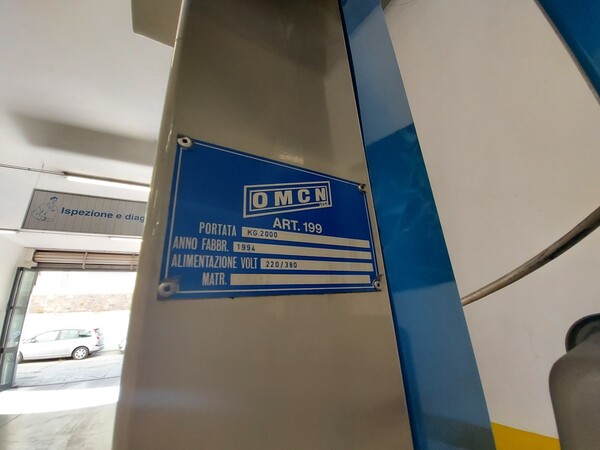 OMCN
ART. 199
PORTATA KG.2000
ANNO FABBR. 1994
ALIMENTAZIONE VOLT 220/380
MATR.
Ispezione e diag